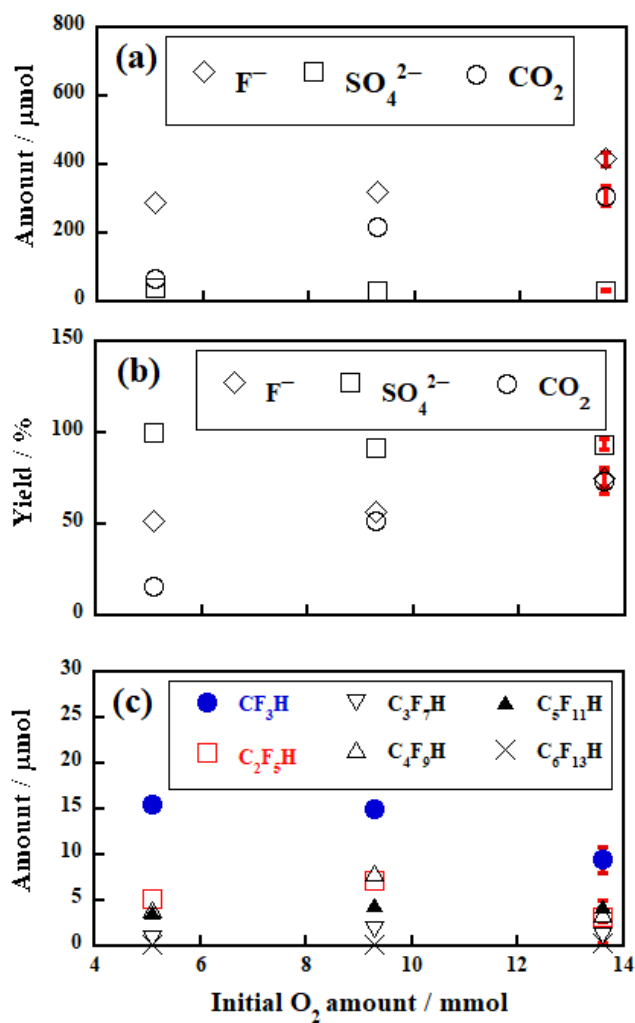 800
(a)
F⁻ SO₄²⁻ CO₂
600
400
200
0
Amount / μmol
150
(b)
F⁻ SO₄²⁻ CO₂
100
50
0
Yield / %
30
(c)
CF₃H C₃F₇H C₅F₁₁H
C₂F₅H C₄F₉H C₆F₁₃H
25
20
15
10
5
0
Amount / μmol
4 6 8 10 12 14
Initial O₂ amount / mmol